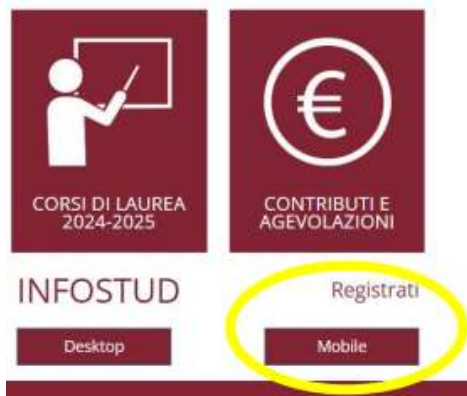 CORSI DI LAUREA
2024-2025
CONTRIBUTI E
AGEVOLAZIONI
INFOSTUD
Registrati
Desktop
Mobile